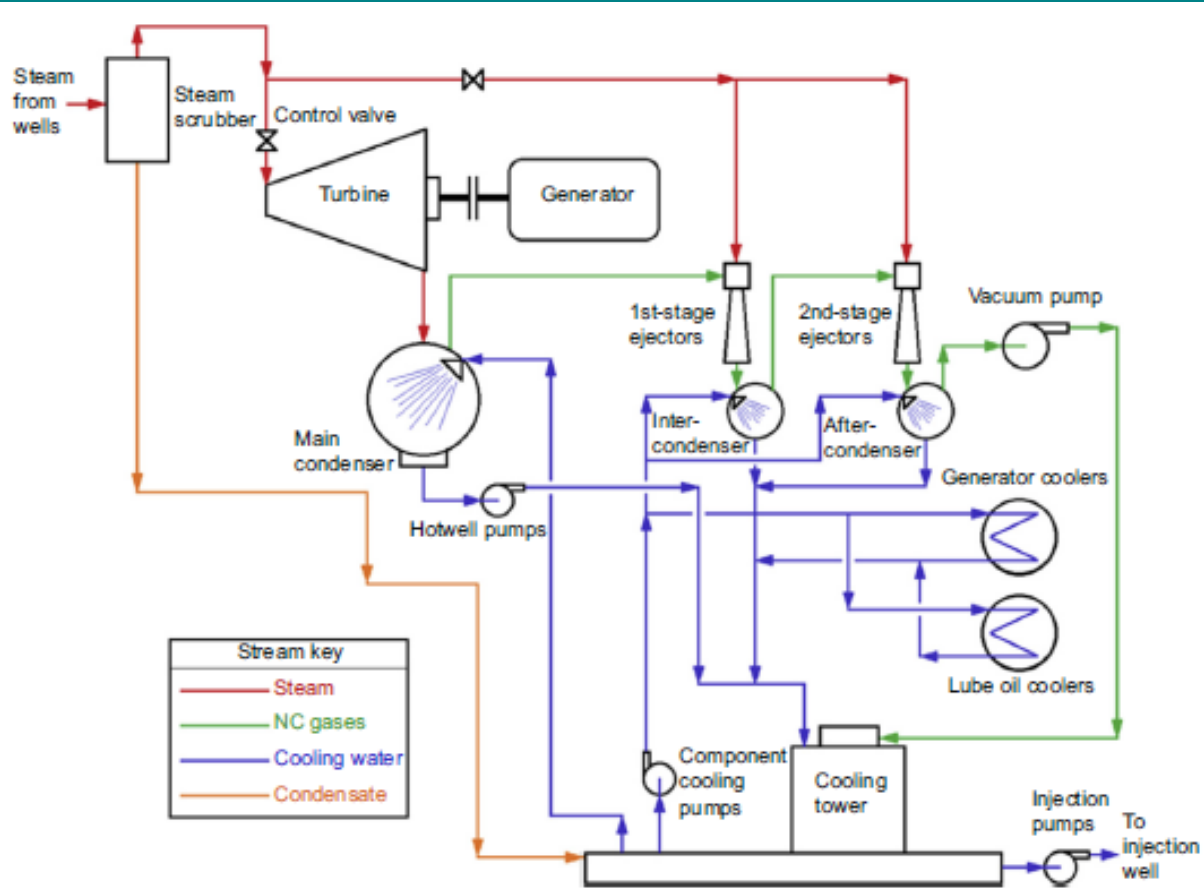 Steam
from
wells
Steam
scrubber
Control valve
Turbine
Generator
1st-stage
ejectors
2nd-stage
ejectors
Vacuum pump
Main
condenser
Inter-
condenser
After-
condenser
Hotwell pumps
Generator coolers
Lube oil coolers
Stream key
Steam
NC gases
Cooling water
Condensate
Component
cooling
pumps
Cooling
tower
Injection
pumps
To
injection
well